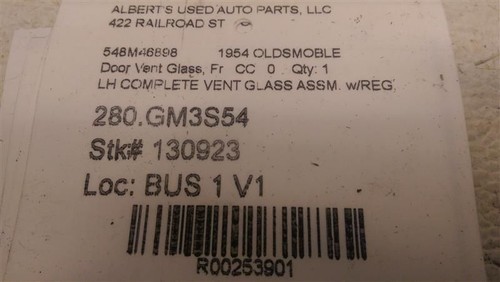 ALBERT'S USED AUTO PARTS, LLC
422 RAILROAD ST
548M46898 1954 OLDSMOBLE
Door Vent Glass, Fr CC 0 Qty: 1
LH COMPLETE VENT GLASS ASSM. w/REG
280.GM3S54
Stk# 130923
Loc: BUS 1 V1
R00253901